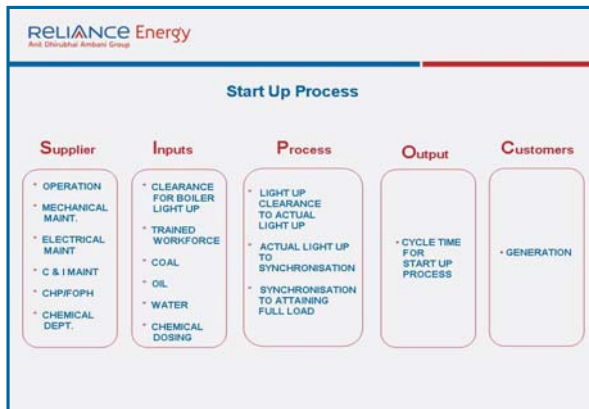 RELIANCE Energy
Anil Dhirubhai Ambani Group
Start Up Process
Supplier
• OPERATION
• MECHANICAL
MAINT.
• ELECTRICAL
MAINT
• C & I MAINT
• CHP/FOPH
• CHEMICAL
DEPT.
Inputs
• CLEARANCE
FOR BOILER
LIGHT UP
• TRAINED
WORKFORCE
• COAL
• OIL
• WATER
• CHEMICAL
DOSING
Process
• LIGHT UP
CLEARANCE
TO ACTUAL
LIGHT UP
• ACTUAL LIGHT UP
TO
SYNCHRONISATION
• SYNCHRONISATION
TO ATTAINING
FULL LOAD
Output
• CYCLE TIME
FOR
START UP
PROCESS
Customers
• GENERATION